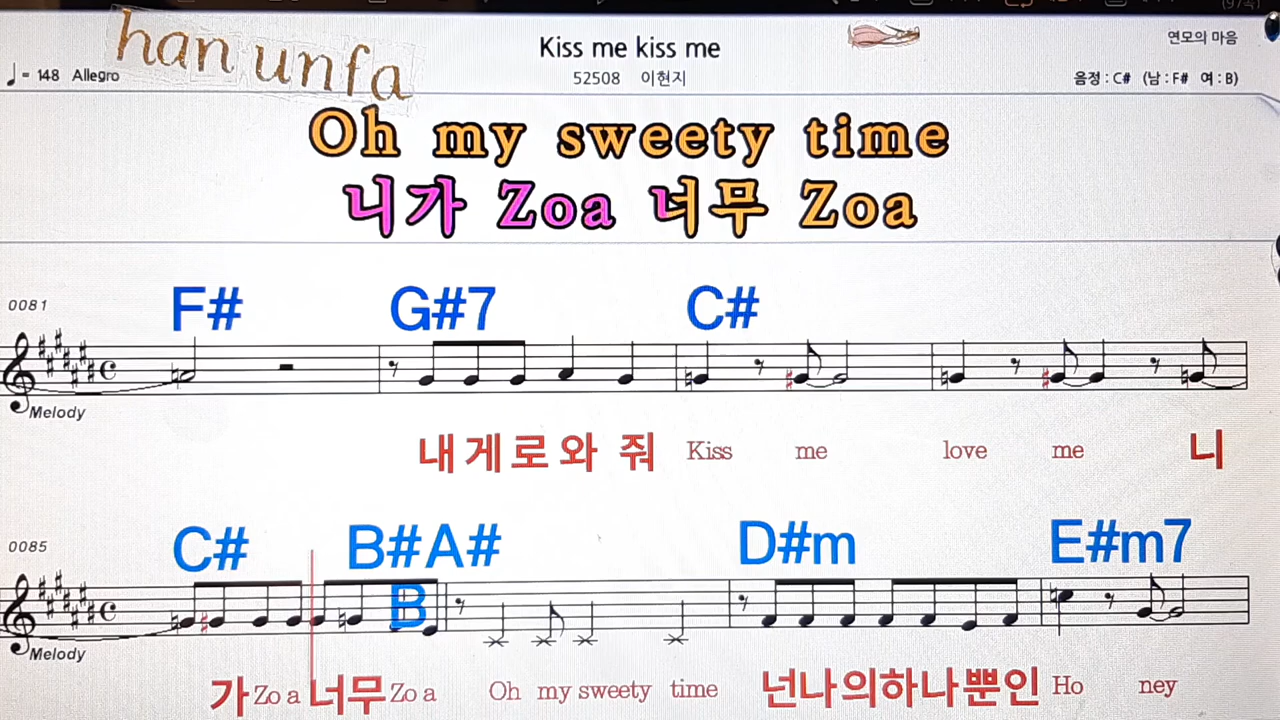 han unfa
Kiss me kiss me
연모의 마음
♩= 148 Allegro
52508 이현지
음정 : C# (남 : F# 여 : B)
Oh my sweety time
니가 Zoa 너무 Zoa
0081
F# G#7 C#
Melody
내게로와 줘 Kiss me love me 니
0085
C# B#A# D#m E#m7
B
Melody
가 Zo a 너무 Zo a Oh my sweety time 넌나의하나뿐인 Ho ney